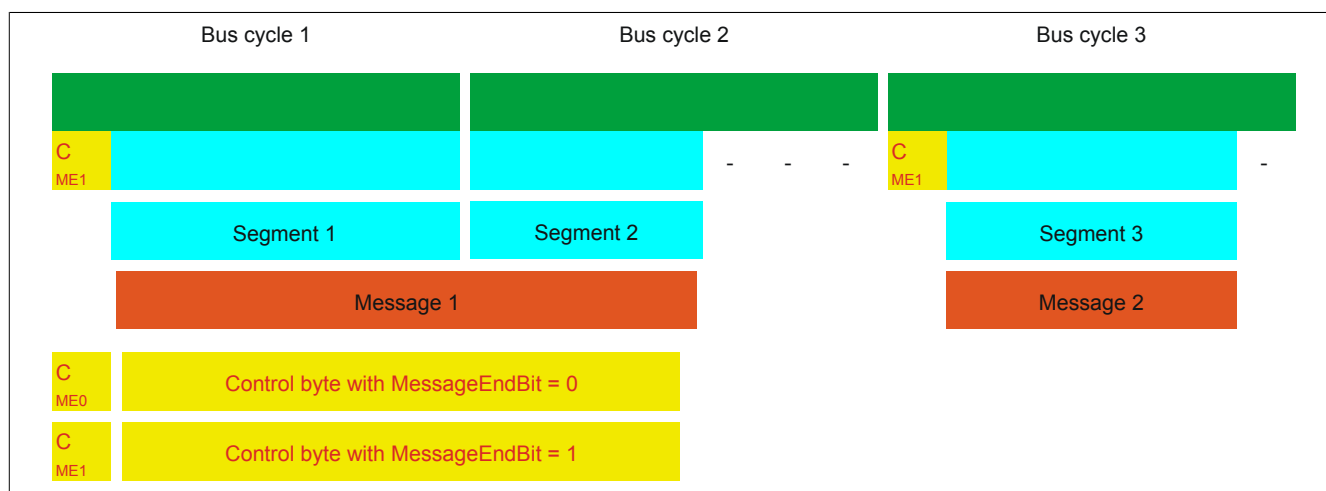 Bus cycle 1 Bus cycle 2 Bus cycle 3
C
ME1
- - -
C
ME1
-
Segment 1 Segment 2 Segment 3
Message 1 Message 2
C
ME0
Control byte with MessageEndBit = 0
C
ME1
Control byte with MessageEndBit = 1